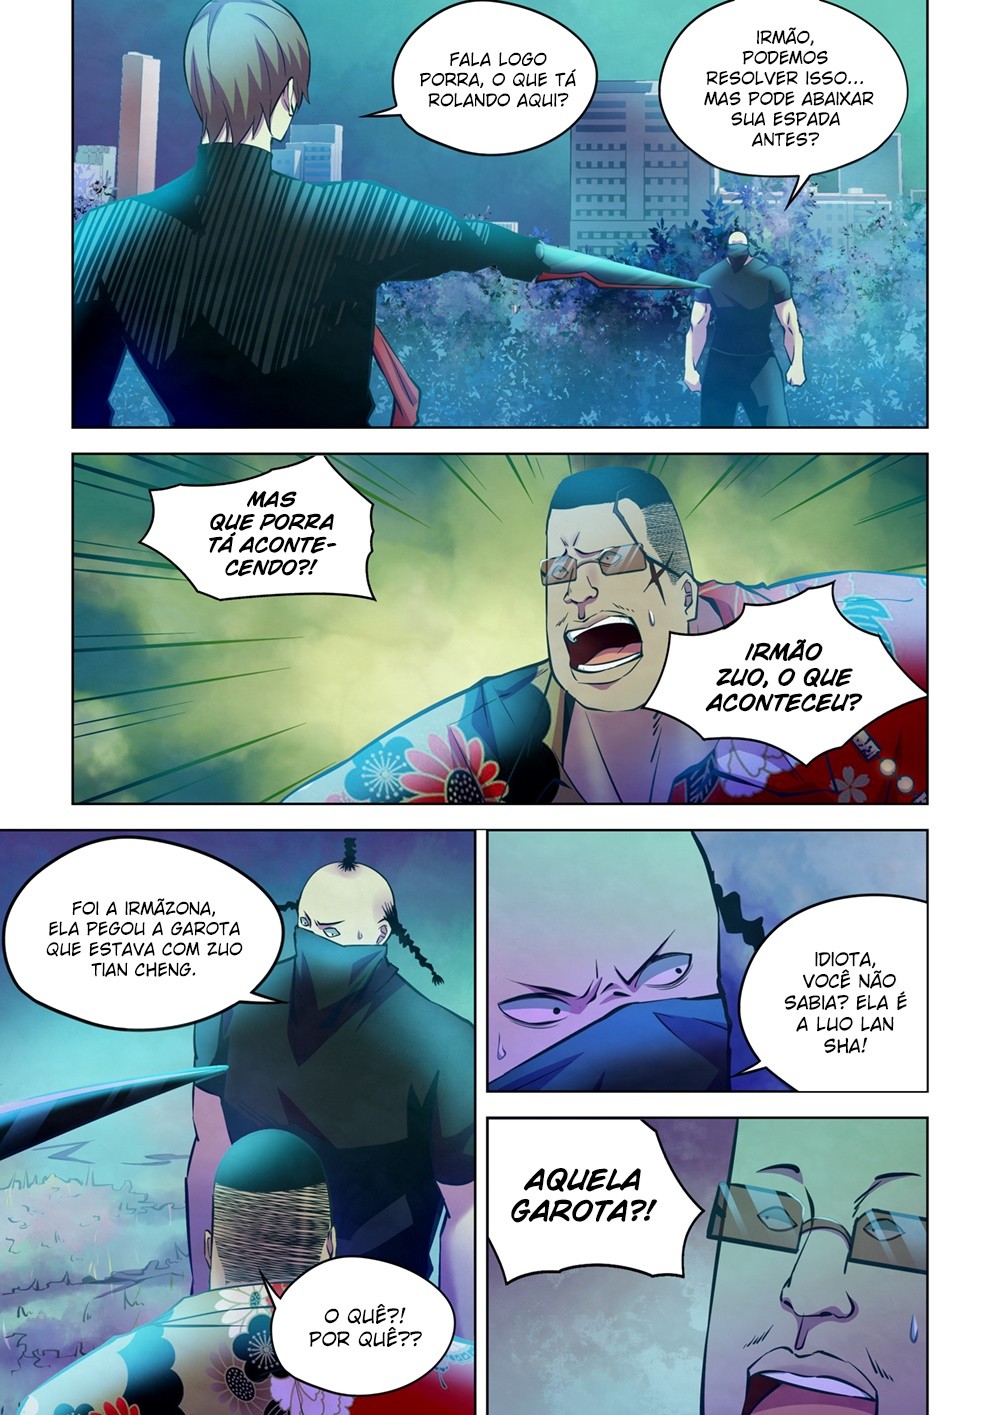 FALA LOGO
PORRA, O QUE TÁ
ROLANDO AQUI?
IRMÃO,
PODEMOS
RESOLVER ISSO...
MAS PODE ABAIXAR
SUA ESPADA
ANTES?
MAS
QUE PORRA
TÁ ACONTE-
CENDO?!
IRMÃO
ZUO, O QUE
ACONTECEU?
FOI A IRMÃZONA,
ELA PEGOU A GAROTA
QUE ESTAVA COM ZUO
TIAN CHENG.
O QUÊ?!
POR QUÊ??
IDIOTA,
VOCÊ NÃO
SABIA? ELA É
A LUO LAN
SHA!
AQUELA
GAROTA?!